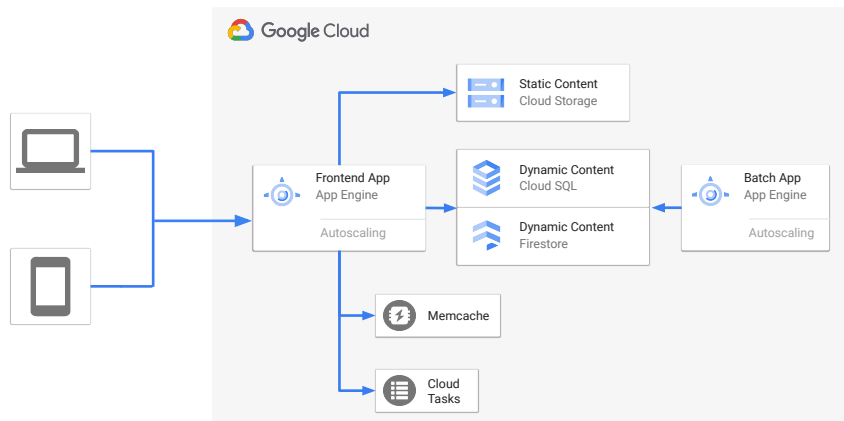 Google Cloud
Static Content
Cloud Storage
Frontend App
App Engine
Autoscaling
Dynamic Content
Cloud SQL
Dynamic Content
Firestore
Batch App
App Engine
Autoscaling
Memcache
Cloud
Tasks